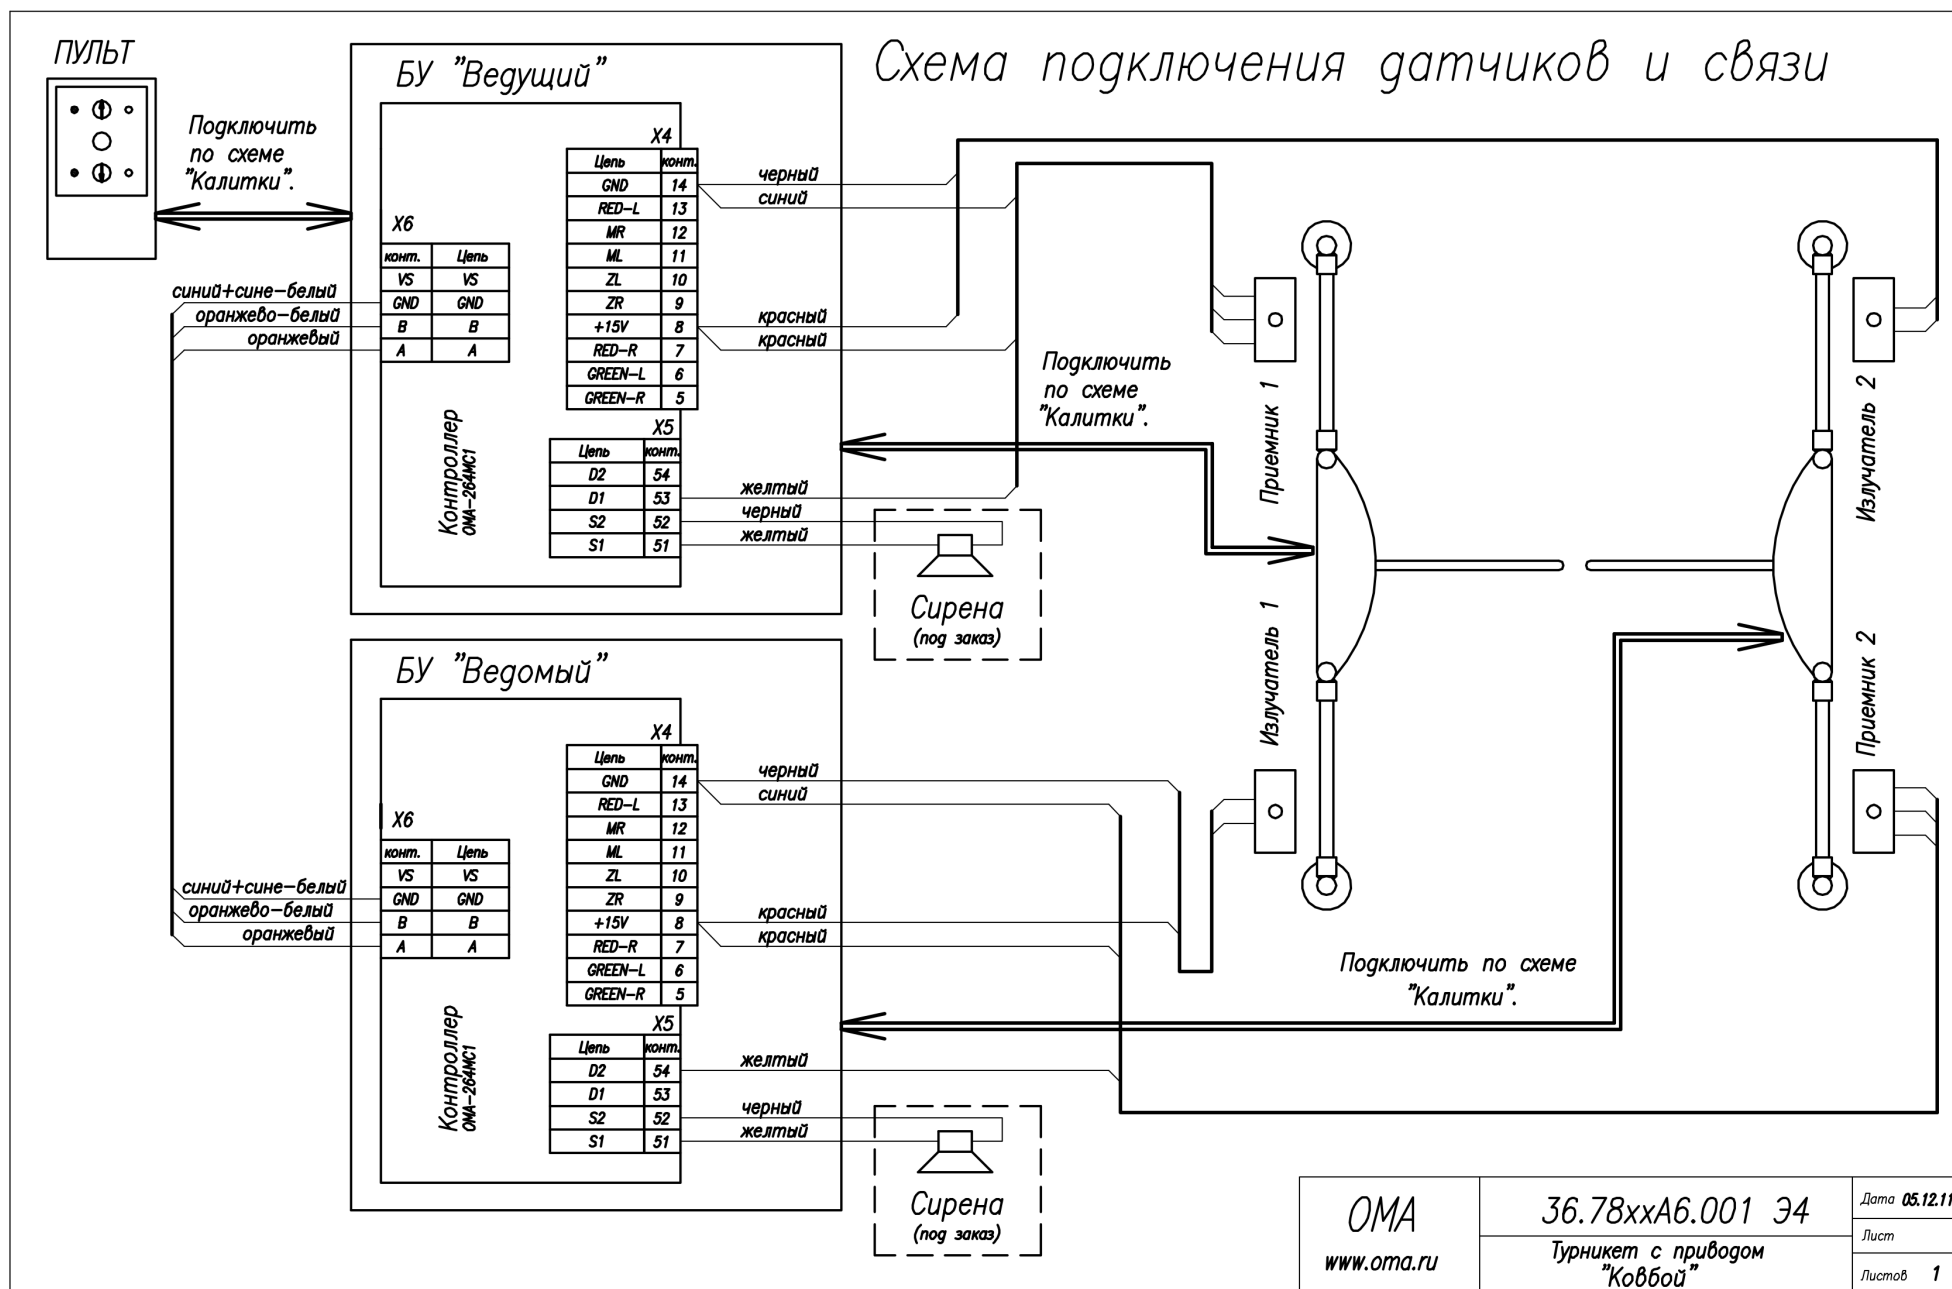 Схема подключения датчиков и связи
ПУЛЬТ
Подключить
по схеме
"Калитки".
БУ "Ведущий"
X4
Цепь конт.
GND 14
RED-L 13
MR 12
ML 11
ZL 10
ZR 9
+15V 8
RED-R 7
GREEN-L 6
GREEN-R 5
X6
конт. Цепь
VS VS
GND GND
B B
A A
синий+сине-белый
оранжево-белый
оранжевый
Контроллер
ОМА-264МС1
X5
Цепь конт.
D2 54
D1 53
S2 52
S1 51
черный
синий
красный
красный
желтый
черный
желтый
Сирена
(под заказ)
Подключить
по схеме
"Калитки".
Приемник 1
Излучатель 2
Излучатель 1
Приемник 2
БУ "Ведомый"
X4
Цепь конт.
GND 14
RED-L 13
MR 12
ML 11
ZL 10
ZR 9
+15V 8
RED-R 7
GREEN-L 6
GREEN-R 5
X6
конт. Цепь
VS VS
GND GND
B B
A A
синий+сине-белый
оранжево-белый
оранжевый
Контроллер
ОМА-264МС1
X5
Цепь конт.
D2 54
D1 53
S2 52
S1 51
черный
синий
красный
красный
желтый
черный
желтый
Сирена
(под заказ)
Подключить по схеме
"Калитки".
ОМА
www.oma.ru
36.78ххА6.001 Э4
Турникет с приводом
"Ковбой"
Дата 05.12.11
Лист
Листов 1